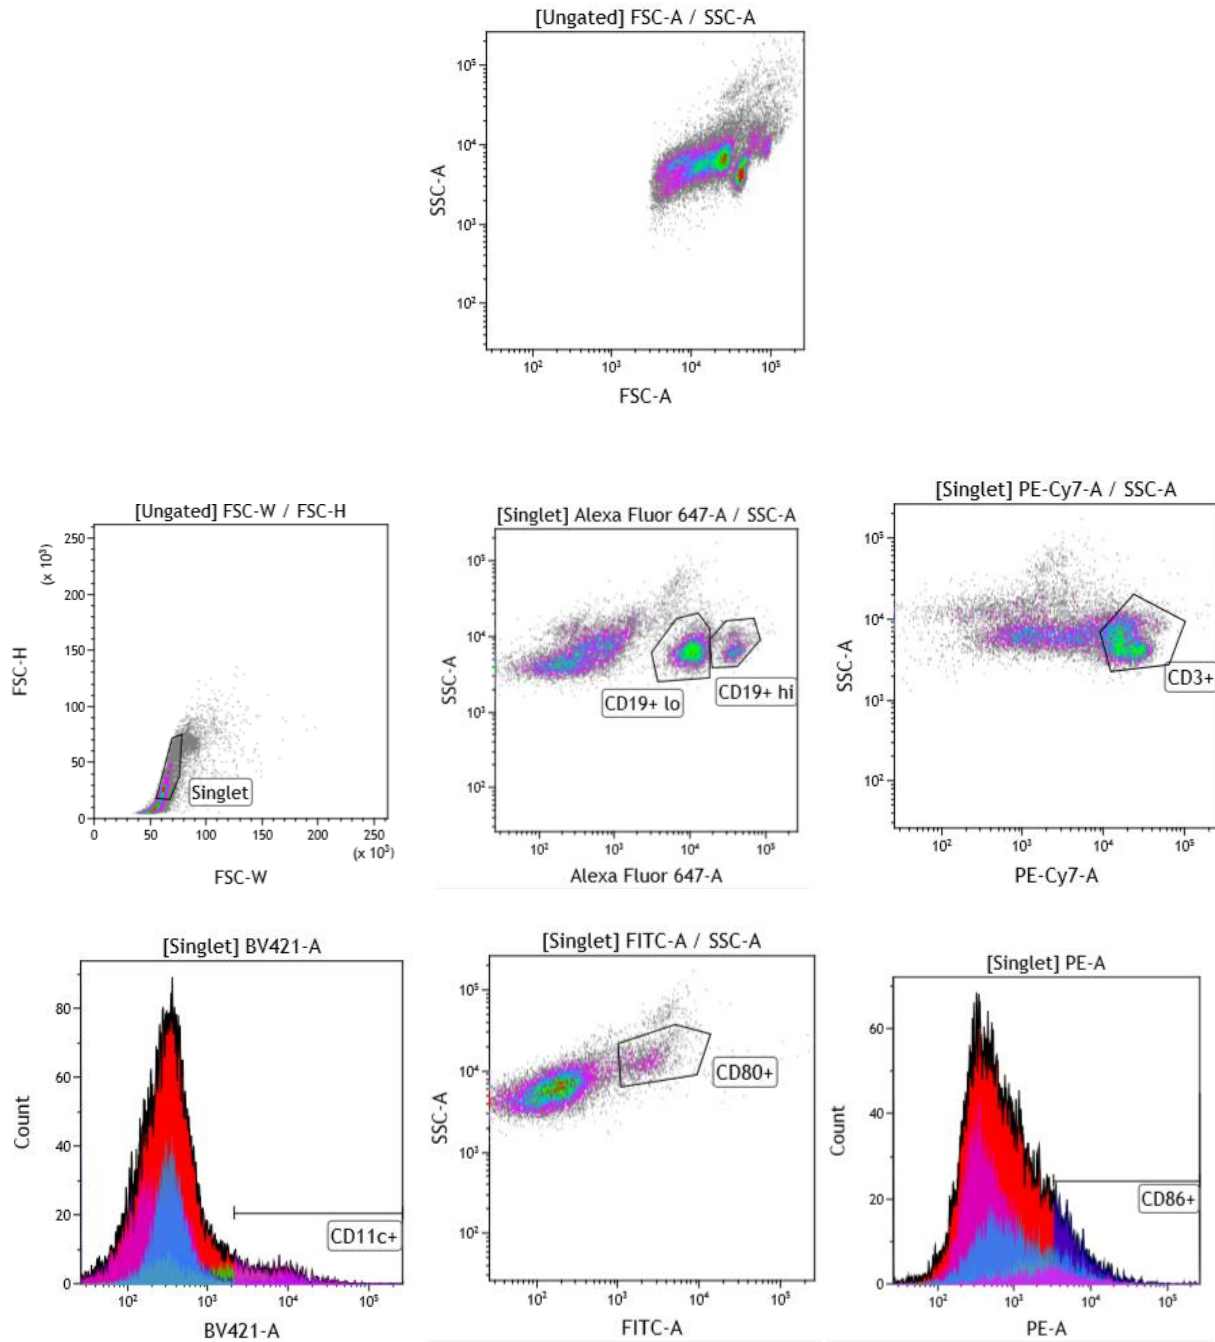 [Ungated] FSC-A / SSC-A
10⁵
10⁴
10³
10²
SSC-A
10² 10³ 10⁴ 10⁵
FSC-A
[Ungated] FSC-W / FSC-H
(x 10³)
250
200
150
100
50
0
FSC-H
Singlet
0 50 100 150 200 250
(x 10³)
FSC-W
[Singlet] Alexa Fluor 647-A / SSC-A
10⁵
10⁴
10³
10²
SSC-A
CD19+ lo
CD19+ hi
10² 10³ 10⁴ 10⁵
Alexa Fluor 647-A
[Singlet] PE-Cy7-A / SSC-A
10⁵
10⁴
10³
10²
SSC-A
CD3+
10² 10³ 10⁴ 10⁵
PE-Cy7-A
[Singlet] BV421-A
80
60
40
20
0
Count
CD11c+
10² 10³ 10⁴ 10⁵
BV421-A
[Singlet] FITC-A / SSC-A
10⁵
10⁴
10³
10²
SSC-A
CD80+
10² 10³ 10⁴ 10⁵
FITC-A
[Singlet] PE-A
60
40
20
0
Count
CD86+
10² 10³ 10⁴ 10⁵
PE-A